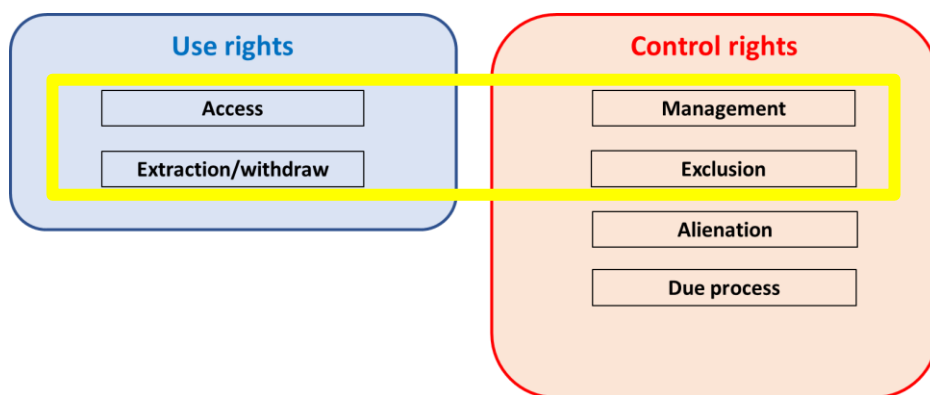 Use rights
Access
Extraction/withdraw
Control rights
Management
Exclusion
Alienation
Due process